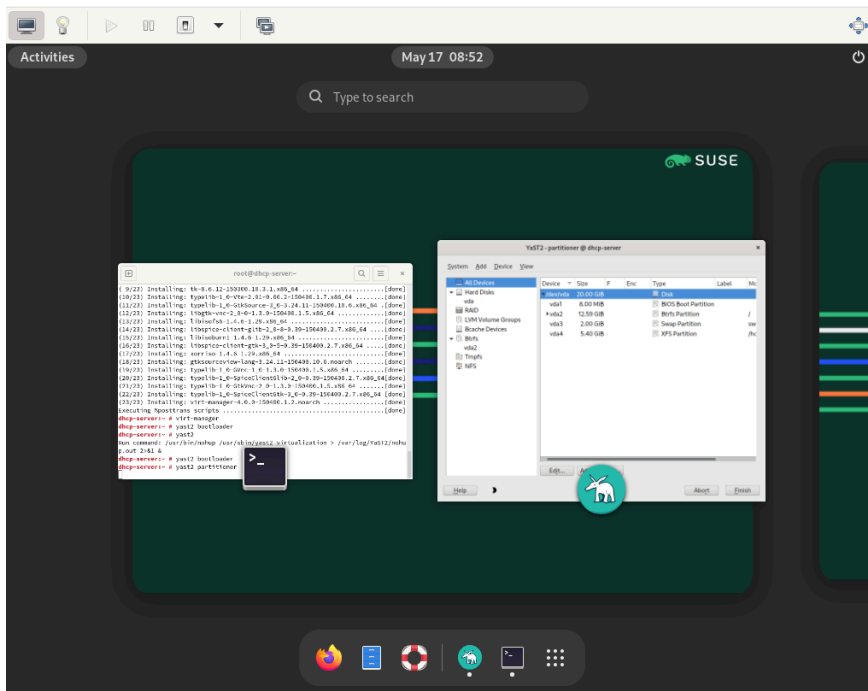 Activities
May 17 08:52
Type to search
SUSE
root@dhcp-server:~
( 9/23) Installing: tk-8.6.12-150300.10.3.1.x86_64 [done]
(10/23) Installing: typelib-1_0-Vte-2.91-0.66.2-150400.1.7.x86_64 [done]
(11/23) Installing: typelib-1_0-GtkSource-3_0-3.24.11-150400.10.6.x86_64 [done]
(12/23) Installing: libgtk-vnc-2_0-0-1.3.0-150400.1.5.x86_64 [done]
(13/23) Installing: libspice-client-glib-2_0-8-0.39-150400.2.7.x86_64 [done]
(14/23) Installing: libisofs6-1.4.6-1.29.x86_64 [done]
(15/23) Installing: libisoburn1-1.4.6-1.29.x86_64 [done]
(16/23) Installing: libspice-client-gtk-3_0-5-0.39-150400.2.7.x86_64 [done]
(17/23) Installing: xorriso-1.4.6-1.29.x86_64 [done]
(18/23) Installing: gtksourceview-lang-3.24.11-150400.10.6.noarch [done]
(19/23) Installing: typelib-1_0-GVnc-1_0-1.3.0-150400.1.5.x86_64 [done]
(20/23) Installing: typelib-1_0-SpiceClientGlib-2_0-0.39-150400.2.7.x86_64[done]
(21/23) Installing: typelib-1_0-GtkVnc-2_0-1.3.0-150400.1.5.x86_64 [done]
(22/23) Installing: typelib-1_0-SpiceClientGtk-3_0-0.39-150400.2.7.x86_64 [done]
(23/23) Installing: virt-manager-4.0.0-150400.1.2.noarch [done]
Executing %posttrans scripts [done]
dhcp-server:~ # virt-manager
dhcp-server:~ # yast2 bootloader
dhcp-server:~ # yast2
Run command: /usr/bin/nohup /usr/sbin/yast2 virtualization > /var/log/YaST2/nohu
p.out 2>&1 &
dhcp-server:~ # yast2 bootloader
dhcp-server:~ # yast2 partitioner
YaST2 - partitioner @ dhcp-server
System Add Device View
All Devices
Hard Disks
vda
RAID
LVM Volume Groups
Bcache Devices
Btrfs
vda2
Tmpfs
NFS
Device Size F Enc Type Label
/dev/vda 20.00 GiB Disk
vda1 8.00 MiB BIOS Boot Partition
vda2 12.59 GiB Btrfs Partition /
vda3 2.00 GiB Swap Partition
vda4 5.40 GiB XFS Partition
Edit...
Help
Abort Finish